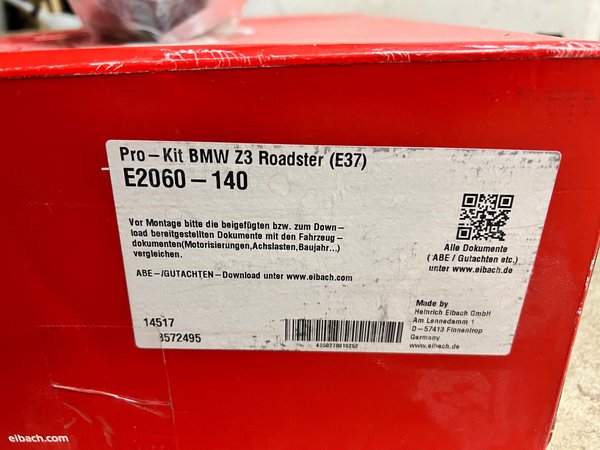 Pro-Kit BMW Z3 Roadster (E37)
E2060-140
Vor Montage bitte die beigefügten bzw. zum Down-
load bereitgestellten Dokumente mit den Fahrzeug-
dokumenten(Motorisierungen,Achslasten,Baujahr...)
vergleichen.
ABE-/GUTACHTEN-Download unter www.eibach.com
Alle Dokumente
( ABE / Gutachten etc.)
unter www.eibach.de
14517
3572495
4050278010252
Made by
Heinrich Eibach GmbH
Am Lennedamm 1
D-57413 Finnentrop
Germany
www.eibach.de
eibach.com